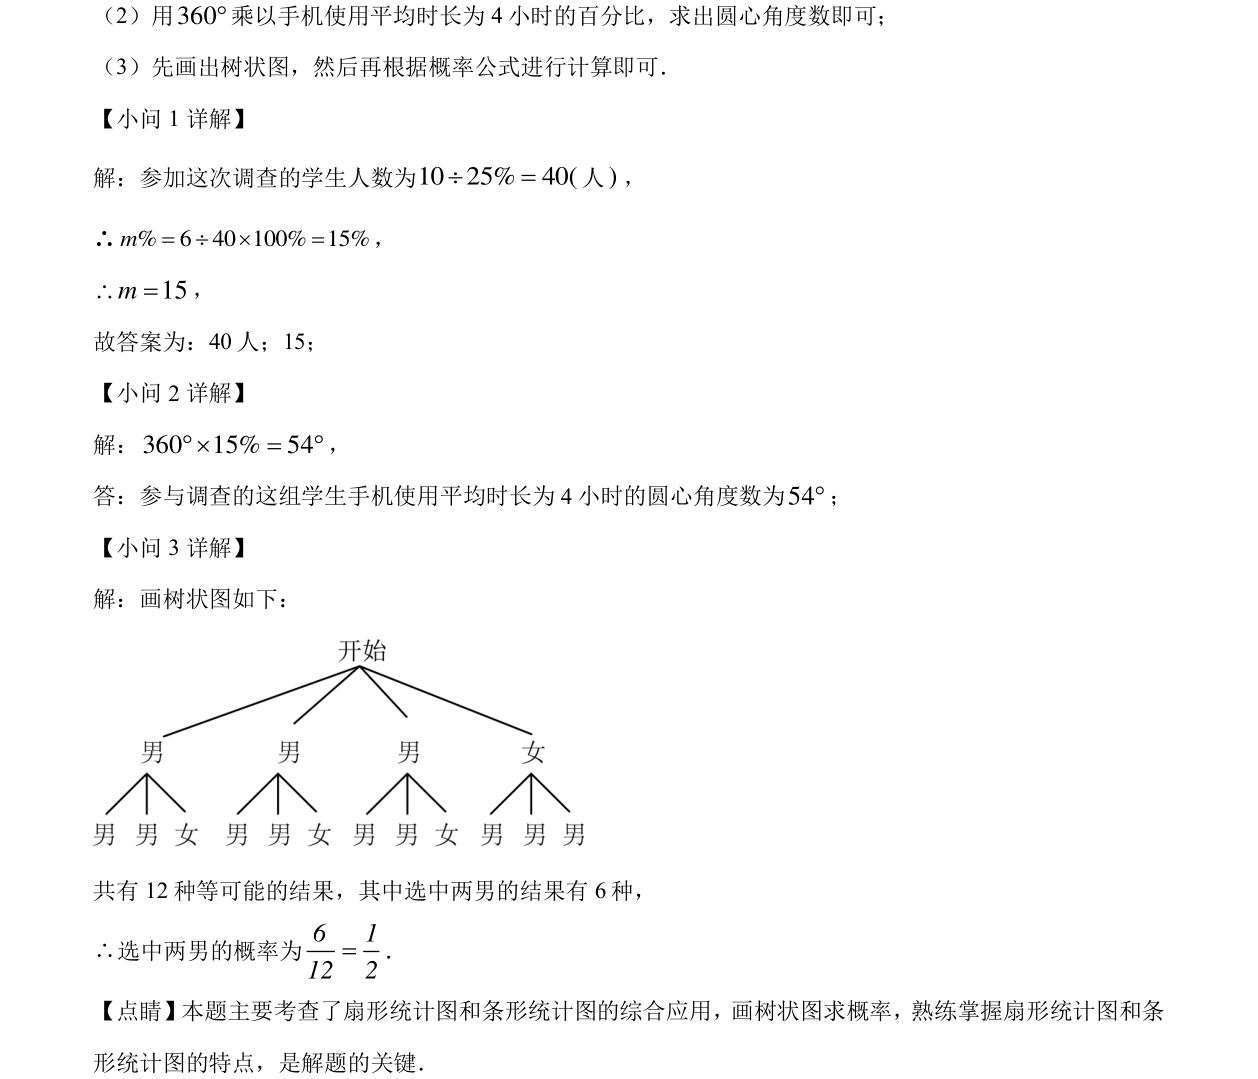 （2）用360°乘以手机使用平均时长为 4 小时的百分比，求出圆心角度数即可；
（3）先画出树状图，然后再根据概率公式进行计算即可．
【小问 1 详解】
解：参加这次调查的学生人数为10÷25%＝40(人)，
∴ m%＝6÷40×100%＝15%，
∴m＝15，
故答案为：40 人；15；
【小问 2 详解】
解：360°×15%＝54°，
答：参与调查的这组学生手机使用平均时长为 4 小时的圆心角度数为54°；
【小问 3 详解】
解：画树状图如下：
开始
男 男 男 女
男 男 女 男 男 女 男 男 女 男 男 男
共有 12 种等可能的结果，其中选中两男的结果有 6 种，
∴选中两男的概率为 6/12 = 1/2．
【点睛】本题主要考查了扇形统计图和条形统计图的综合应用，画树状图求概率，熟练掌握扇形统计图和条
形统计图的特点，是解题的关键．